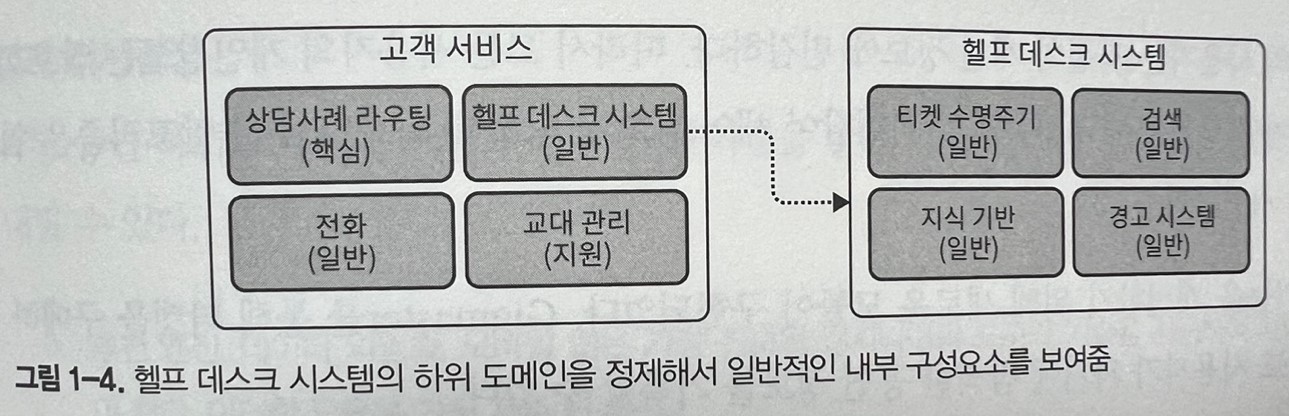 고객 서비스
상담사례 라우팅
(핵심)
헬프 데스크 시스템
(일반)
전화
(일반)
교대 관리
(지원)
헬프 데스크 시스템
티켓 수명주기
(일반)
검색
(일반)
지식 기반
(일반)
경고 시스템
(일반)
그림 1-4. 헬프 데스크 시스템의 하위 도메인을 정제해서 일반적인 내부 구성요소를 보여줌